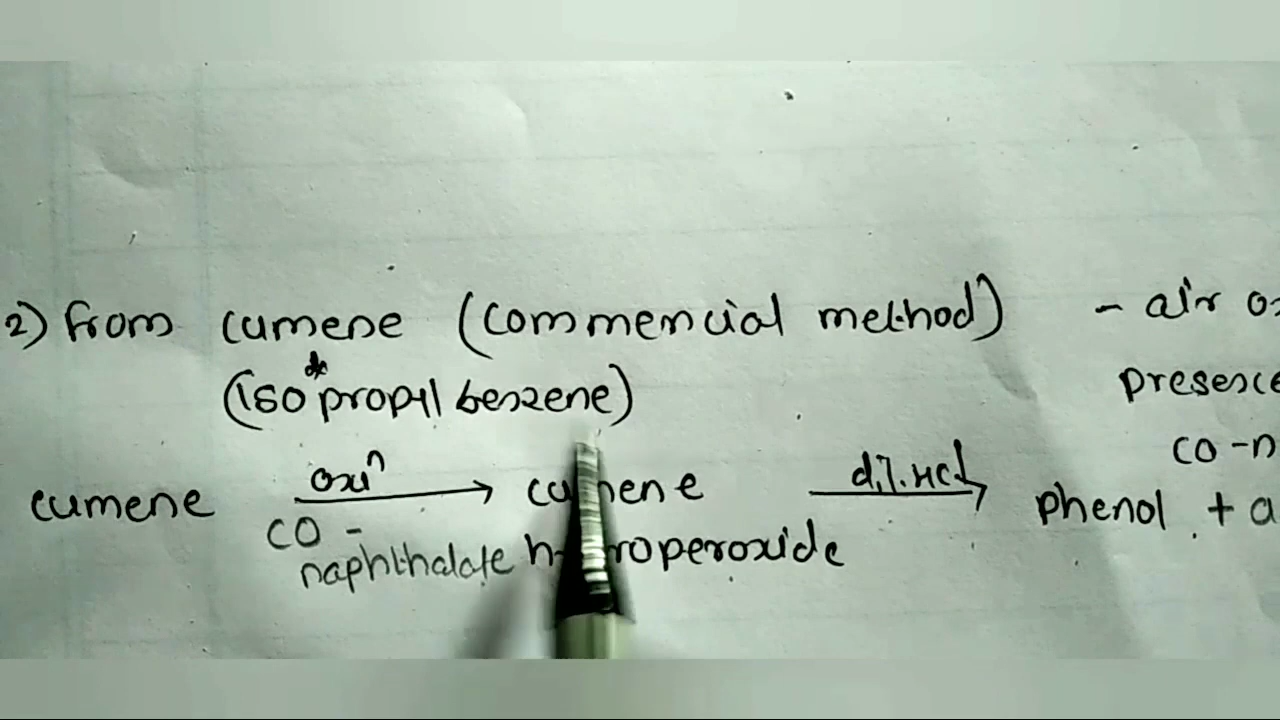 2) from cumene (commencial method) - air
(iso propyl benzene) presence
cumene oxiⁿ → cumene dil.HCl → phenol + a
CO - naphthalate hydroperoxide co-n